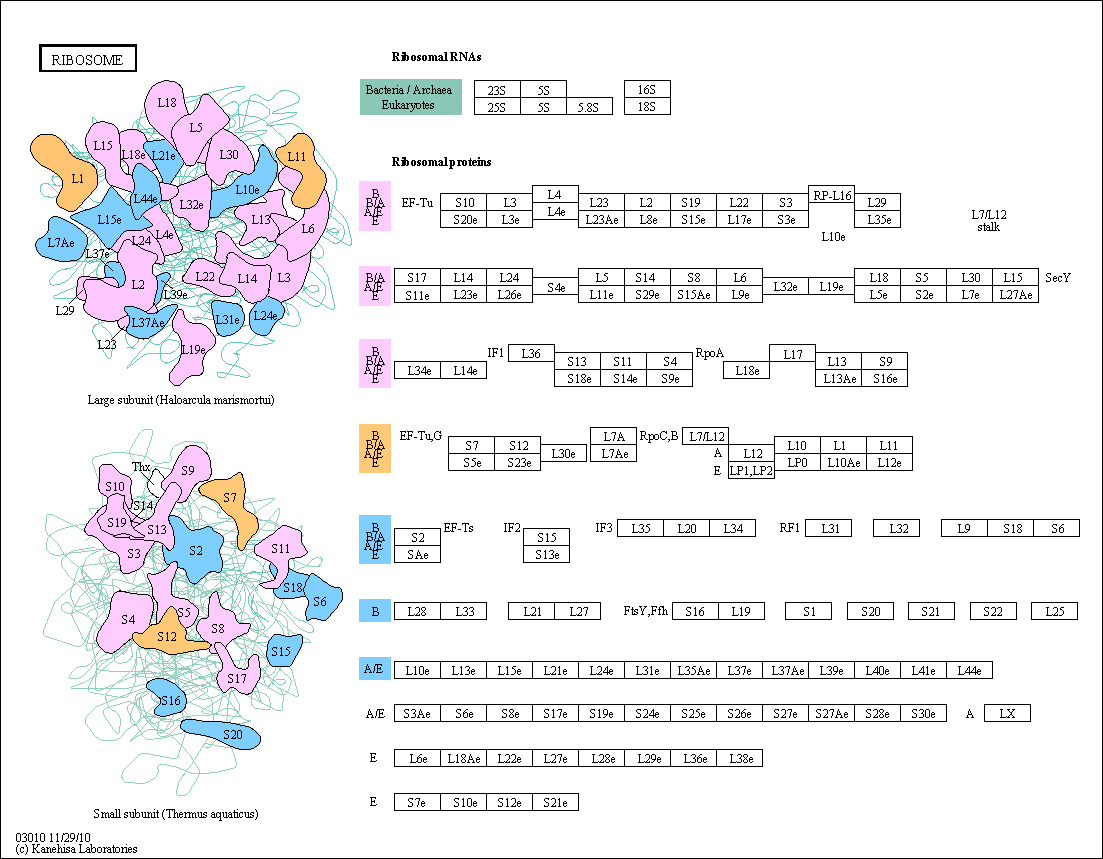 RIBOSOME
Ribosomal RNAs
Bacteria / Archaea 23S 5S 16S
Eukaryotes 25S 5S 5.8S 18S
L18
L5
L15
L18e
L21e
L30
L11
L1
L44e
L10e
L32e
L15e
L13
L6
L7Ae
L24
L4e
L37e
L2
L22
L14
L3
L39e
L29
L37Ae
L31e
L24e
L23
L19e
Large subunit (Haloarcula marismortui)
Thx
S9
S10
S7
S14
S19
S13
S3
S2
S11
S18
S6
S4
S5
S8
S12
S15
S17
S16
S20
Small subunit (Thermus aquaticus)
03010 11/29/10
(c) Kanehisa Laboratories
Ribosomal proteins
B
B/A
A/E
E
EF-Tu
S10 L3 L4 L23 L2 S19 L22 S3 RP-L16 L29
S20e L3e L4e L23Ae L8e S15e L17e S3e L10e L35e
L7/L12
stalk
B/A
A/E
E
S17 L14 L24 L5 S14 S8 L6 L18 S5 L30 L15 SecY
S11e L23e L26e S4e L11e S29e S15Ae L9e L32e L19e L5e S2e L7e L27Ae
B
B/A
A/E
E
IF1 L36 S13 S11 S4 RpoA L17 L13 S9
L34e L14e S18e S14e S9e L18e L13Ae S16e
B
B/A
A/E
E
EF-Tu,G S7 S12 L7A RpoC,B L7/L12 L10 L1 L11
S5e S23e L30e L7Ae A L12 LP0 L10Ae L12e
E LP1,LP2
B
B/A
A/E
E
S2 EF-Ts IF2 S15 IF3 L35 L20 L34 RF1 L31 L32 L9 S18 S6
SAe S13e
B L28 L33 L21 L27 FtsY,Ffh S16 L19 S1 S20 S21 S22 L25
A/E L10e L13e L15e L21e L24e L31e L35Ae L37e L37Ae L39e L40e L41e L44e
A/E S3Ae S6e S8e S17e S19e S24e S25e S26e S27e S27Ae S28e S30e A LX
E L6e L18Ae L22e L27e L28e L29e L36e L38e
E S7e S10e S12e S21e